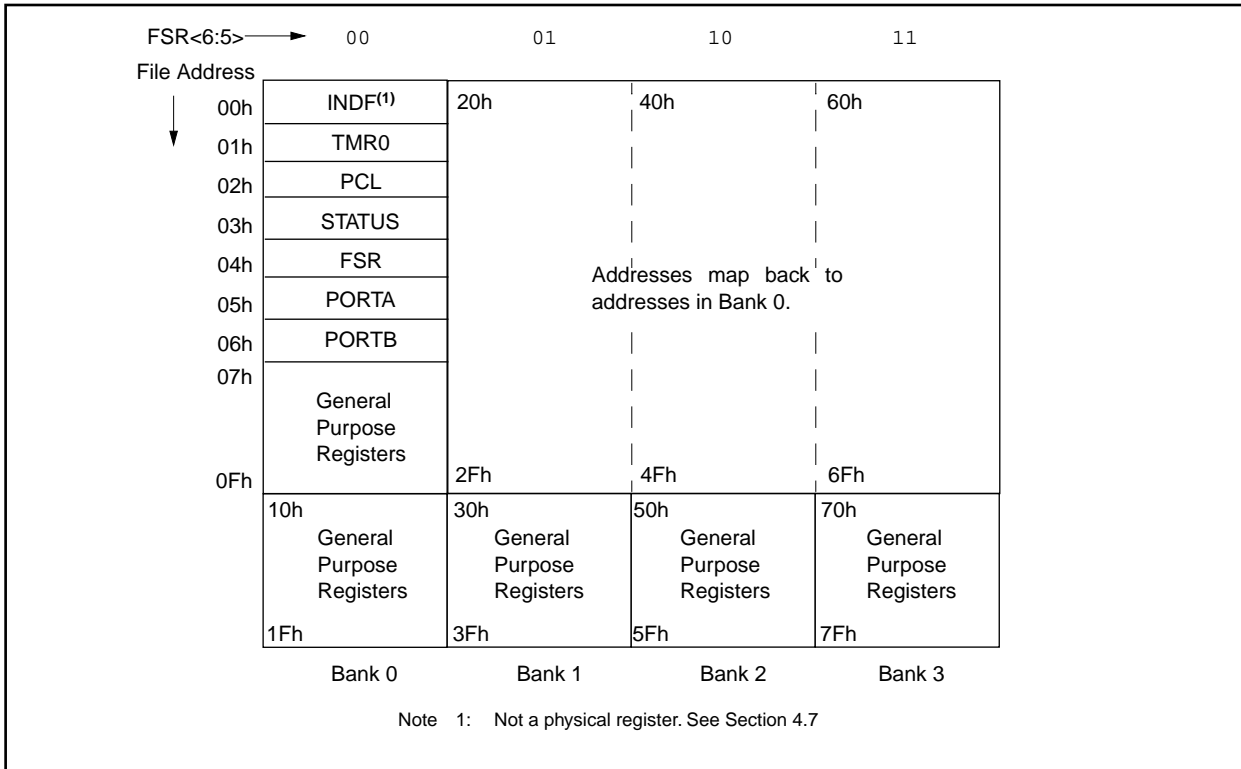 FSR<6:5> 00 01 10 11
File Address
00h INDF(1) 20h 40h 60h
01h TMR0
02h PCL
03h STATUS
04h FSR
Addresses map back to
05h PORTA
addresses in Bank 0.
06h PORTB
07h
General
Purpose
Registers
0Fh 2Fh 4Fh 6Fh
10h 30h 50h 70h
General General General General
Purpose Purpose Purpose Purpose
Registers Registers Registers Registers
1Fh 3Fh 5Fh 7Fh
Bank 0 Bank 1 Bank 2 Bank 3
Note 1: Not a physical register. See Section 4.7